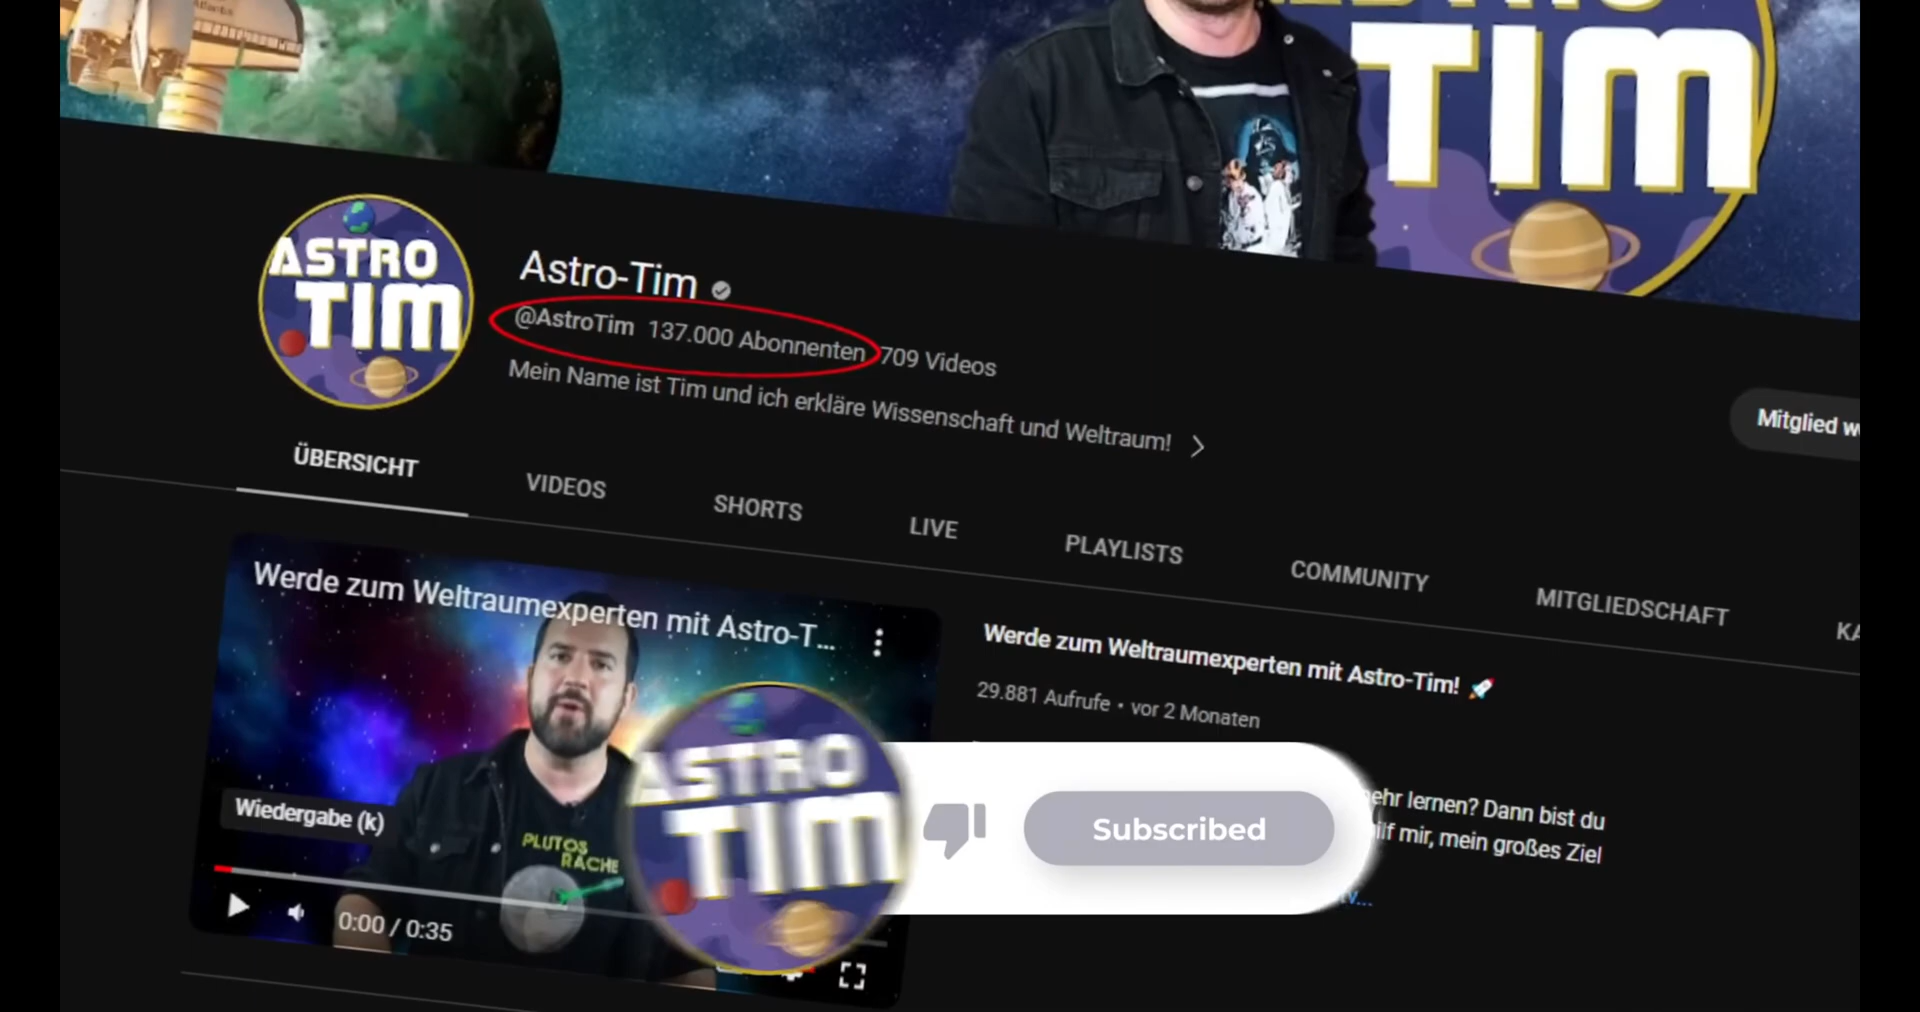 TIM
ASTRO
TIM
Astro-Tim
@AstroTim 137.000 Abonnenten 709 Videos
Mein Name ist Tim und ich erkläre Wissenschaft und Weltraum!
Mitglied
ÜBERSICHT VIDEOS SHORTS LIVE PLAYLISTS COMMUNITY MITGLIEDSCHAFT
Werde zum Weltraumexperten mit Astro-T...
Werde zum Weltraumexperten mit Astro-Tim!
29.881 Aufrufe • vor 2 Monaten
Wiedergabe (k)
PLUTOS
RACHE
0:00 / 0:35
ASTRO
TIM
Subscribed
mehr lernen? Dann bist du
hilf mir, mein großes Ziel